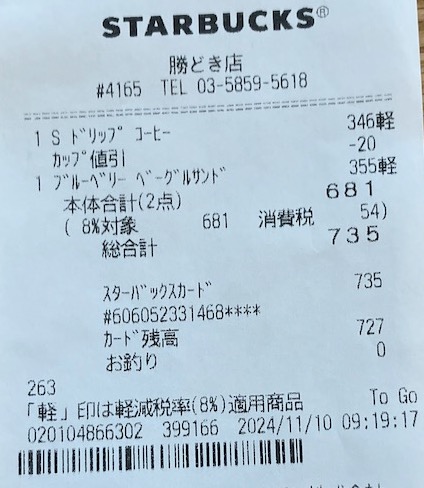 STARBUCKS®
勝どき店
#4165 TEL 03-5859-5618
1 S ﾄﾞﾘｯﾌﾟ ｺｰﾋｰ 346軽
ｶｯﾌﾟ値引 -20
1 ﾌﾞﾙｰﾍﾞﾘｰ ﾍﾞｰｸﾞﾙｻﾝﾄﾞ 355軽
本体合計(2点) 681
( 8%対象 681 消費税 54)
総合計 735
ｽﾀｰﾊﾞｯｸｽｶｰﾄﾞ 735
#606052331468****
ｶｰﾄﾞ残高 727
お釣り 0
263
「軽」印は軽減税率(8%)適用商品 To Go
020104866302 399166 2024/11/10 09:19:17